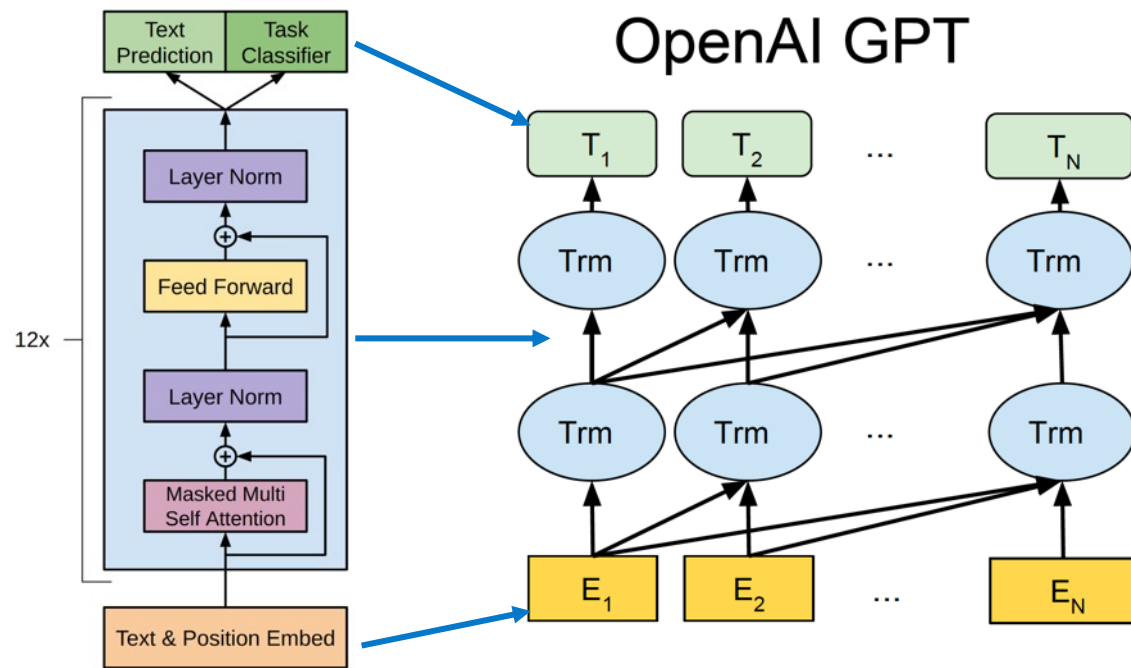 Text
Prediction
Task
Classifier
Layer Norm
+
Feed Forward
12x
Layer Norm
+
Masked Multi
Self Attention
Text & Position Embed
OpenAI GPT
T1 T2 ... TN
Trm Trm ... Trm
Trm Trm ... Trm
E1 E2 ... EN